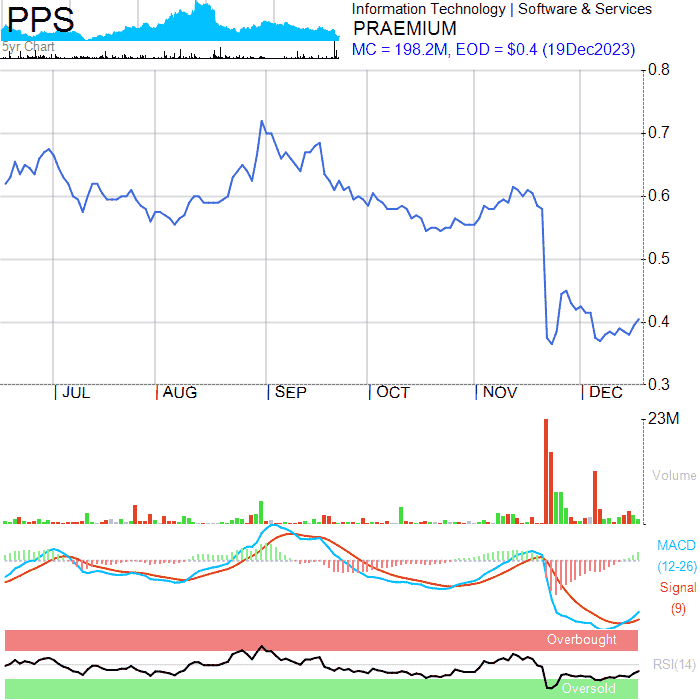 PPS
5yr Chart
Information Technology | Software & Services
PRAEMIUM
MC = 198.2M, EOD = $0.4 (19Dec2023)
0.8
0.7
0.6
0.5
0.4
0.3
| JUL | AUG | SEP | OCT | NOV | DEC
23M
Volume
MACD
(12-26)
Signal
(9)
Overbought
RSI(14)
Oversold